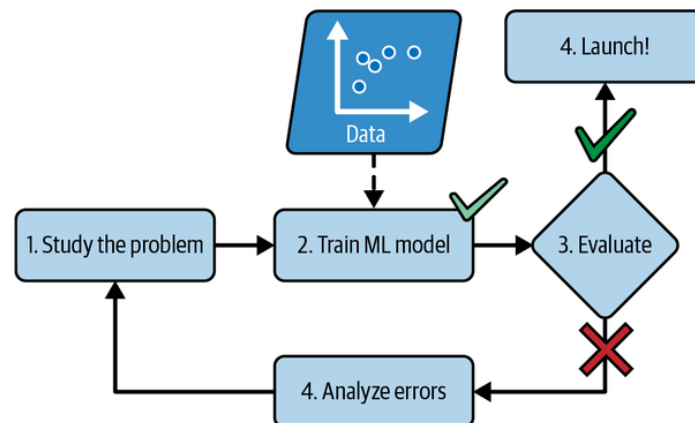 4. Launch!
Data
1. Study the problem
2. Train ML model
3. Evaluate
4. Analyze errors